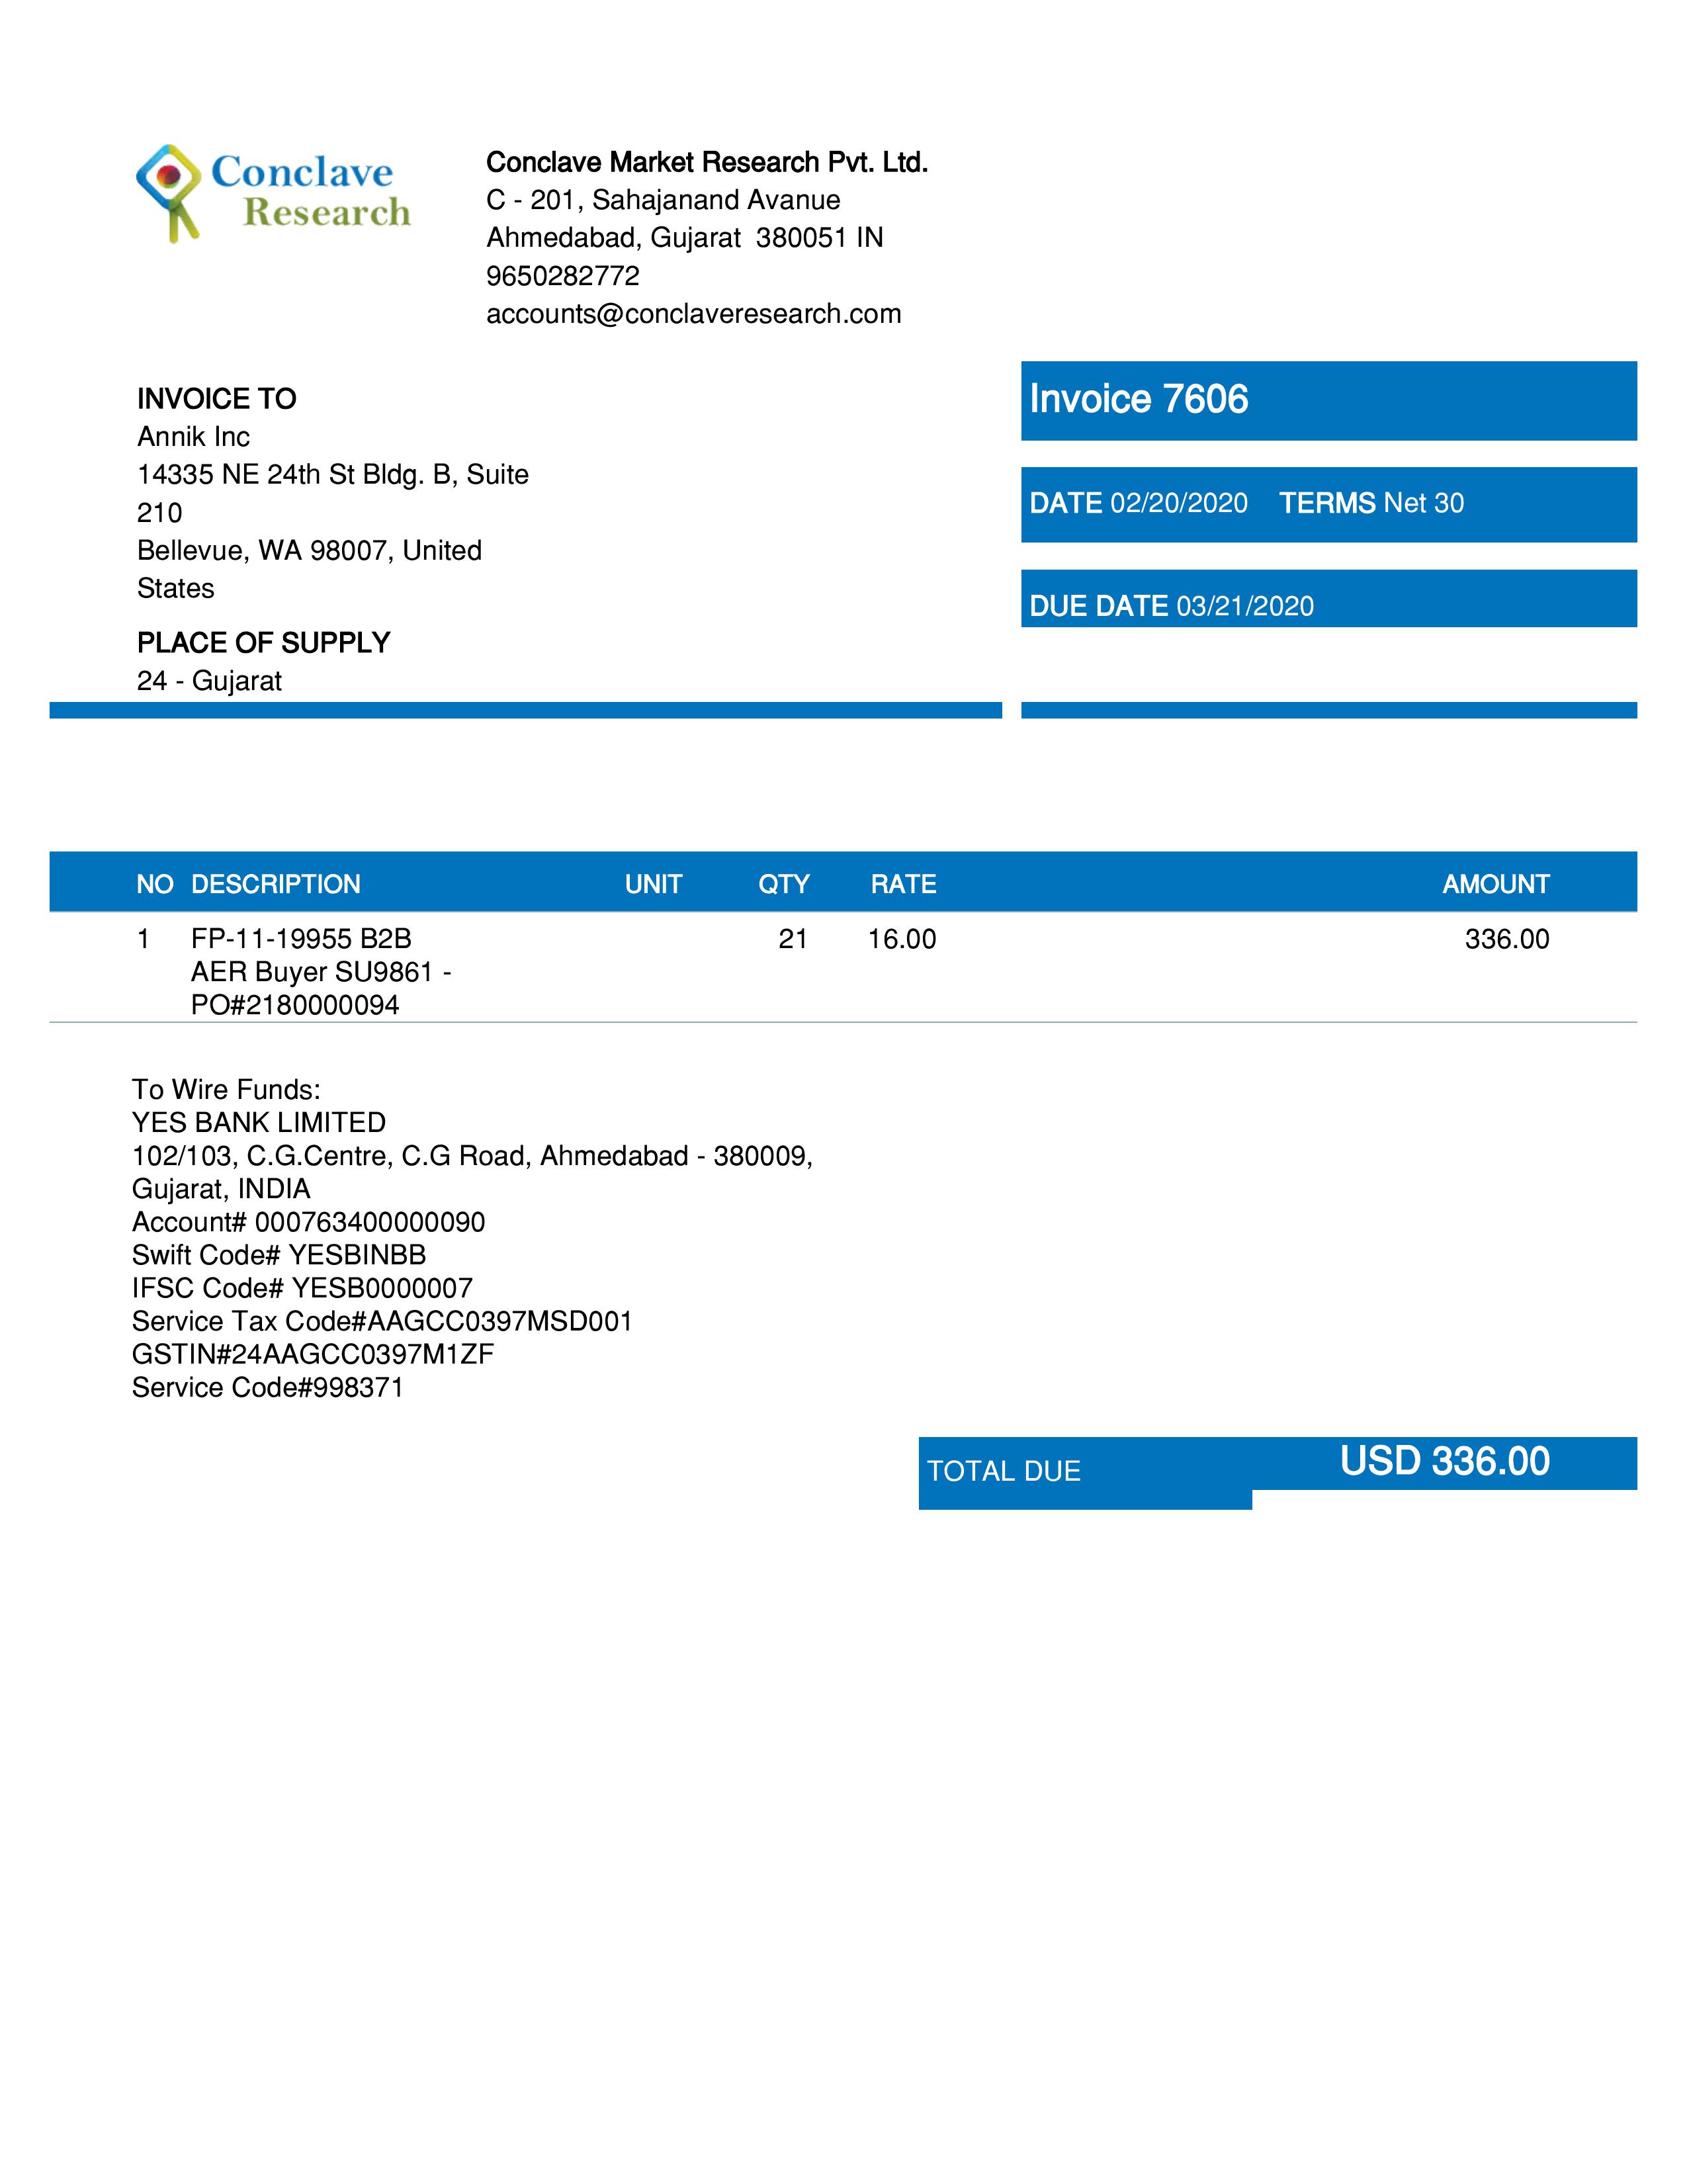 Conclave
Research
Conclave Market Research Pvt. Ltd.
C - 201, Sahajanand Avanue
Ahmedabad, Gujarat  380051 IN
9650282772
accounts@conclaveresearch.com
INVOICE TO
Annik Inc
14335 NE 24th St Bldg. B, Suite
210
Bellevue, WA 98007, United
States
PLACE OF SUPPLY
24 - Gujarat
Invoice 7606
DATE 02/20/2020 TERMS Net 30
DUE DATE 03/21/2020
NO DESCRIPTION UNIT QTY RATE AMOUNT
1 FP-11-19955 B2B 21 16.00 336.00
AER Buyer SU9861 -
PO#2180000094
To Wire Funds:
YES BANK LIMITED
102/103, C.G.Centre, C.G Road, Ahmedabad - 380009,
Gujarat, INDIA
Account# 000763400000090
Swift Code# YESBINBB
IFSC Code# YESB0000007
Service Tax Code#AAGCC0397MSD001
GSTIN#24AAGCC0397M1ZF
Service Code#998371
TOTAL DUE USD 336.00